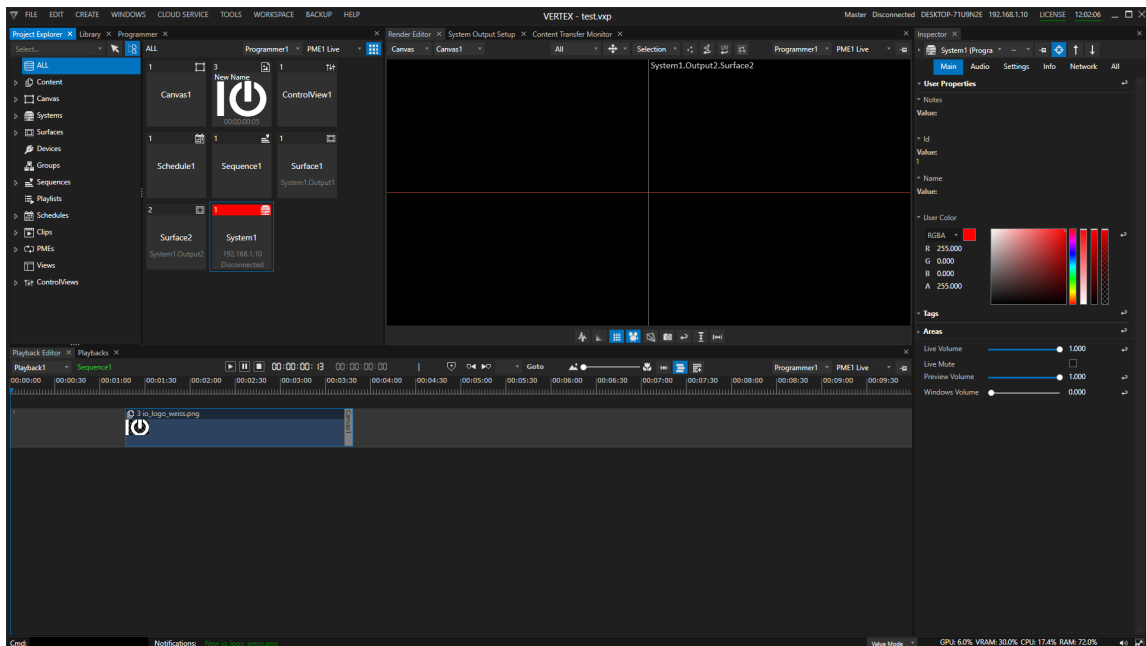 FILE EDIT CREATE WINDOWS CLOUD SERVICE TOOLS WORKSPACE BACKUP HELP VERTEX - test.vxp Master Disconnected DESKTOP-71U9N2E 192.168.1.10 LICENSE 12:02:06
Project Explorer Library Programmer
Select... ALL Programmer1 PME1 Live
ALL
Content
Canvas
Systems
Surfaces
Devices
Groups
Sequences
Playlists
Schedules
Clips
PMEs
Views
ControlViews
1
Canvas1
3
New Name
00:00:00:05
1
ControlView1
1
Schedule1
1
Sequence1
1
Surface1
System1.Output1
2
Surface2
System1.Output2
1
System1
192.168.1.10
Disconnected
Render Editor System Output Setup Content Transfer Monitor
Canvas Canvas1 All Selection Programmer1 PME1 Live
System1.Output2.Surface2
Inspector
System1 (Progra
Main Audio Settings Info Network All
User Properties
Notes
Value:
Id
Value:
1
Name
Value:
User Color
RGBA
R 255.000
G 0.000
B 0.000
A 255.000
Tags
Areas
Live Volume 1.000
Live Mute
Preview Volume 1.000
Windows Volume 0.000
Playback Editor Playbacks
Playback1 Sequence1 00:00:00:13 00:00:00:00 Goto Programmer1 PME1 Live
00:00:00 00:00:30 00:01:00 00:01:30 00:02:00 00:02:30 00:03:00 00:03:30 00:04:00 00:04:30 00:05:00 00:05:30 00:06:00 00:06:30 00:07:00 00:07:30 00:08:00 00:08:30 00:09:00 00:09:30
1
3 io_logo_weiss.png
Canvas1
Cmd: Notifications: New io_logo_weiss.png Value Mode GPU: 6.0% VRAM: 30.0% CPU: 17.4% RAM: 72.0%